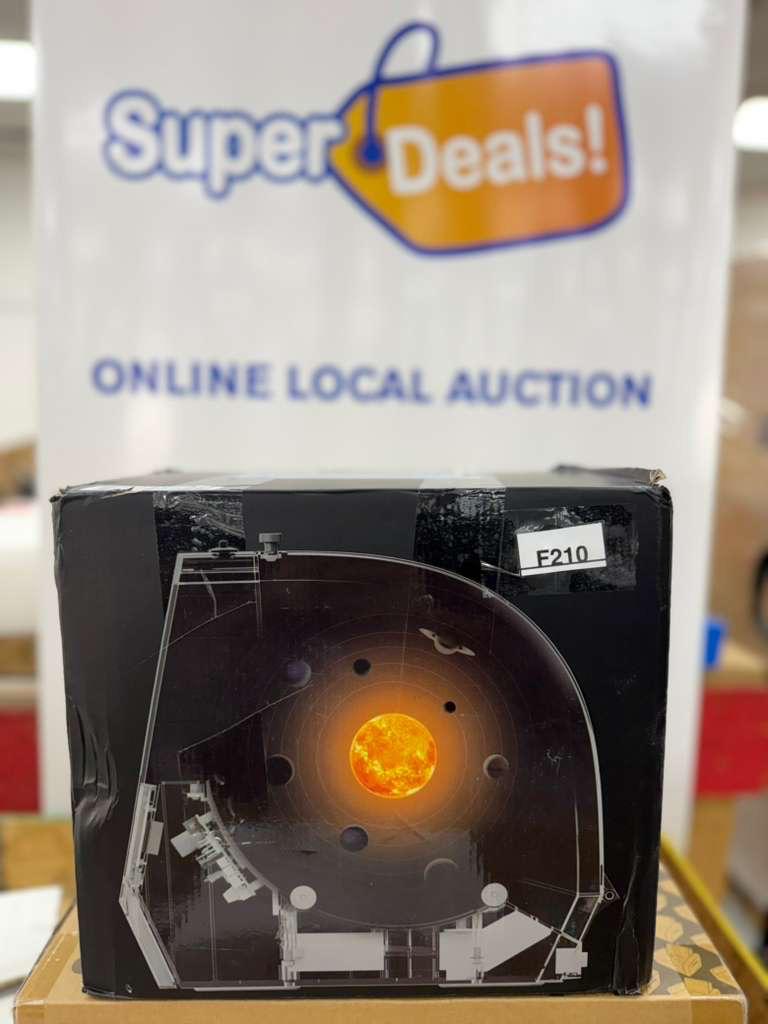 Super Deals!
ONLINE LOCAL AUCTION
F210